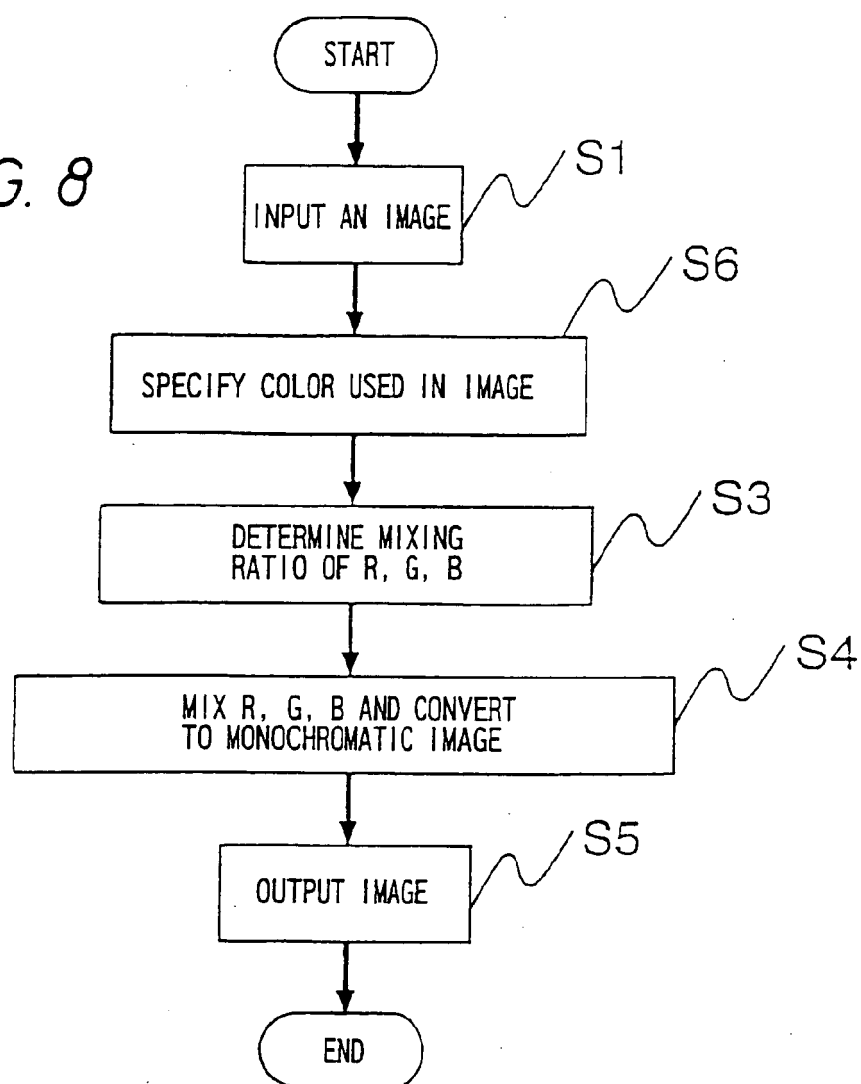 START
G. 8
S1
INPUT AN IMAGE
S6
SPECIFY COLOR USED IN IMAGE
S3
DETERMINE MIXING
RATIO OF R, G, B
S4
MIX R, G, B AND CONVERT
TO MONOCHROMATIC IMAGE
S5
OUTPUT IMAGE
END